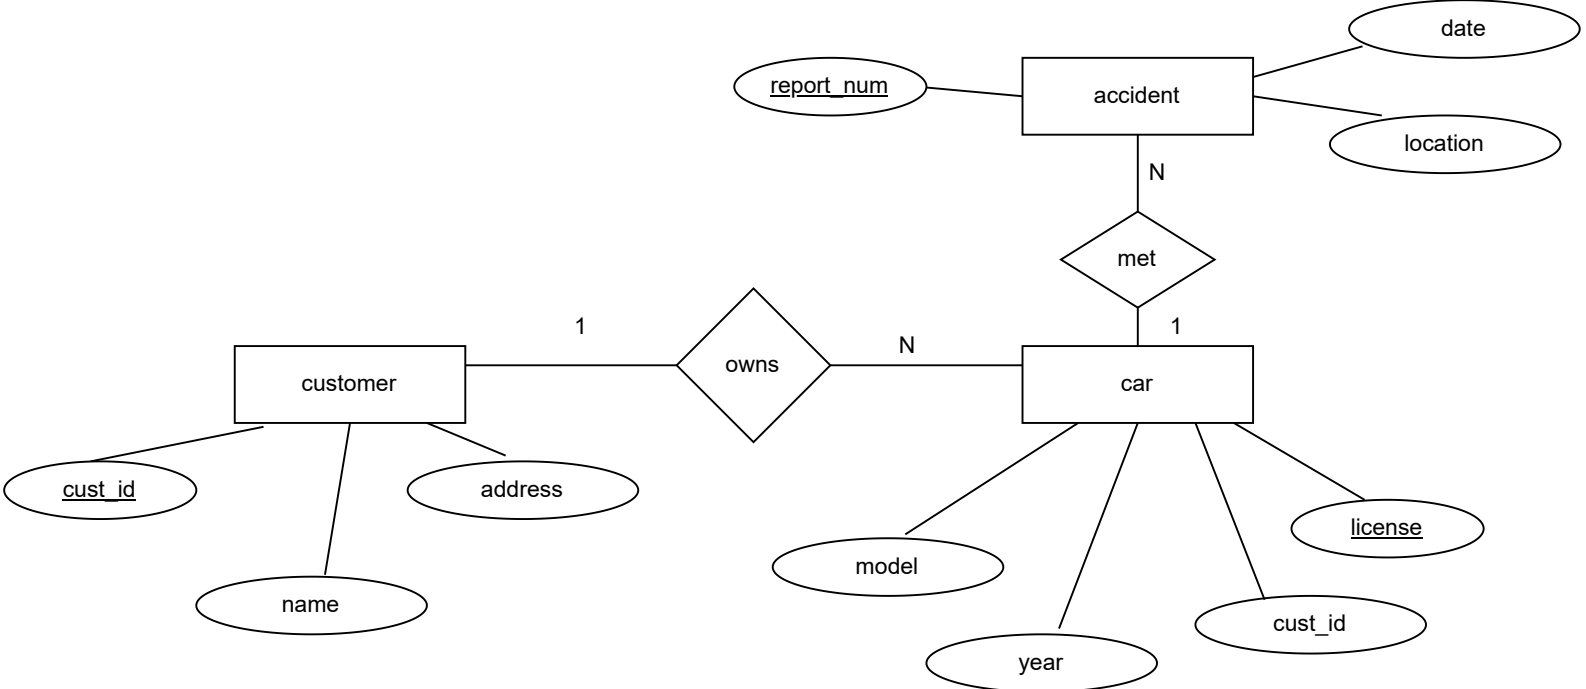 date
report_num
accident
location
N
met
1
1
N
owns
customer
car
cust_id
address
license
model
name
cust_id
year